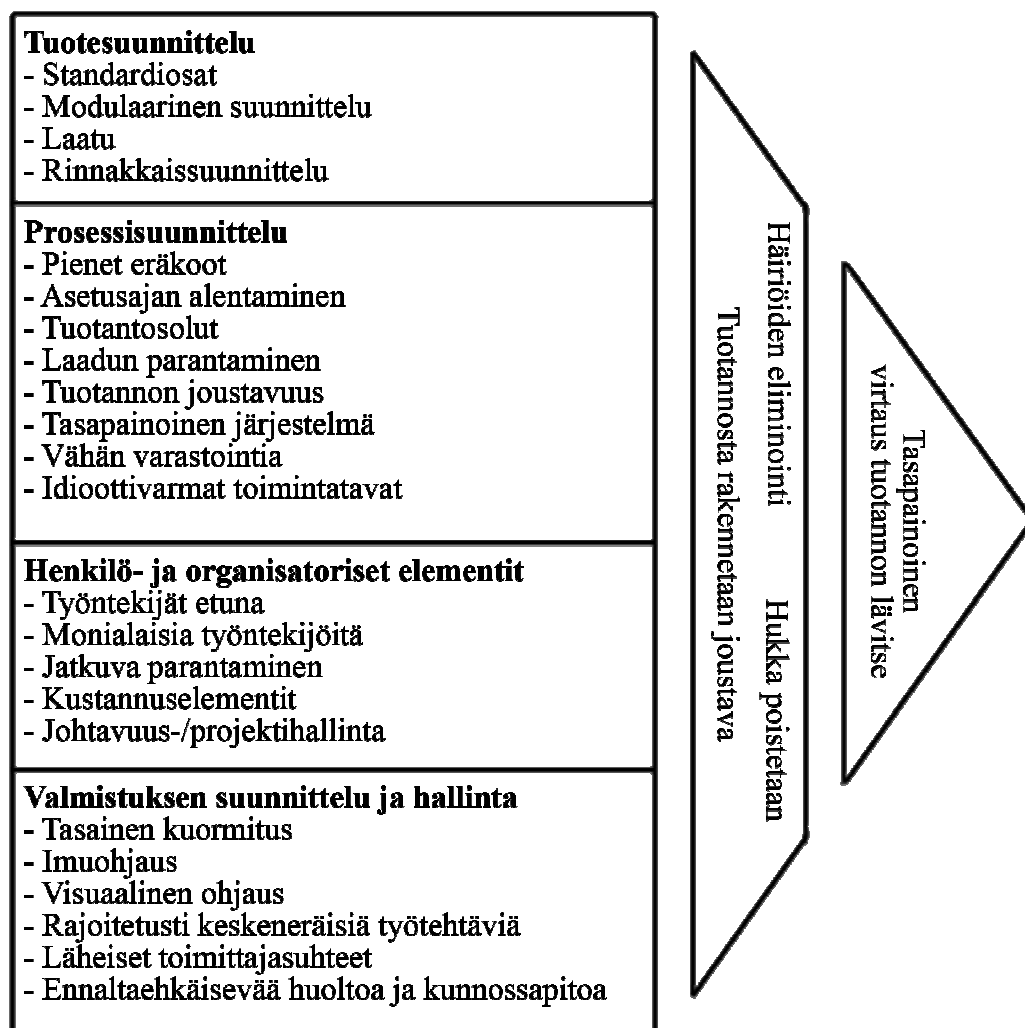 Tuotesuunnittelu
- Standardiosat
- Modulaarinen suunnittelu
- Laatu
- Rinnakkaissuunnittelu
Prosessisuunnittelu
- Pienet eräkoot
- Asetusajan alentaminen
- Tuotantosolut
- Laadun parantaminen
- Tuotannon joustavuus
- Tasapainoinen järjestelmä
- Vähän varastointia
- Idioottivarmat toimintatavat
Henkilö- ja organisatoriset elementit
- Työntekijät etuna
- Monialaisia työntekijöitä
- Jatkuva parantaminen
- Kustannuselementit
- Johtavuus-/projektihallinta
Valmistuksen suunnittelu ja hallinta
- Tasainen kuormitus
- Imuohjaus
- Visuaalinen ohjaus
- Rajoitetusti keskeneräisiä työtehtäviä
- Läheiset toimittajasuhteet
- Ennaltaehkäisevää huoltoa ja kunnossapitoa
Häiriöiden eliminointi Hukka poistetaan
Tuotannosta rakennetaan joustava
Tasapainoinen
virtaus tuotannon lävitse